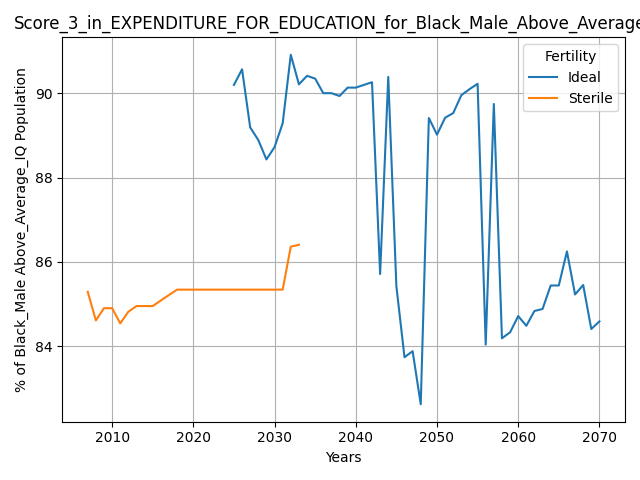 Score_3_in_EXPENDITURE_FOR_EDUCATION_for_Black_Male_Above_Average
Fertility
Ideal
Sterile
% of Black_Male Above_Average_IQ Population
90
88
86
84
2010 2020 2030 2040 2050 2060 2070
Years